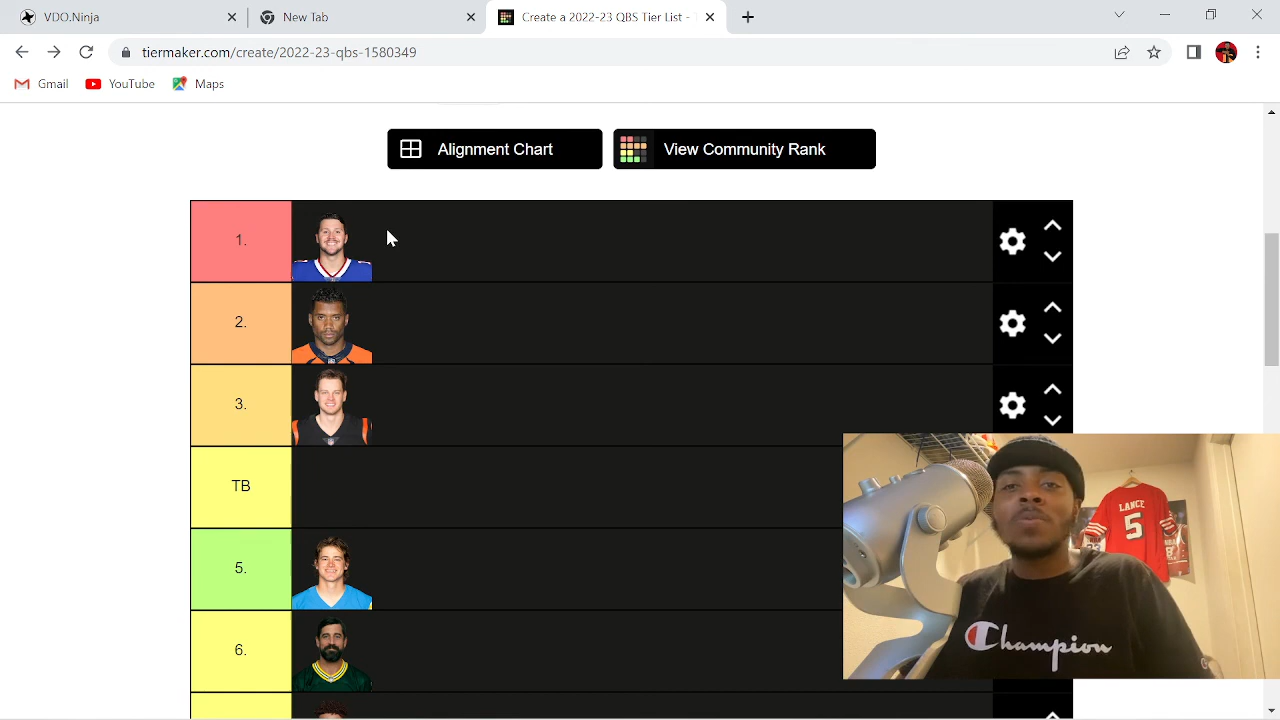 VDO.Ninja
New Tab
Create a 2022-23 QBS Tier List -
tiermaker.com/create/2022-23-qbs-1580349
Gmail
YouTube
Maps
Alignment Chart
View Community Rank
1.
2.
3.
TB
5.
6.
LANCE
5
Champion